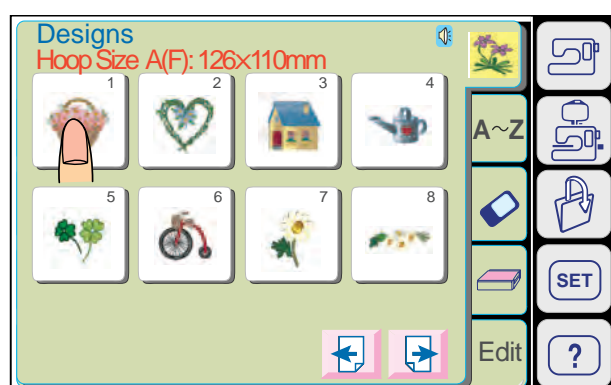 Designs
Hoop Size A(F): 126×110mm
1 2 3 4
A~Z
5 6 7 8
SET
Edit
?